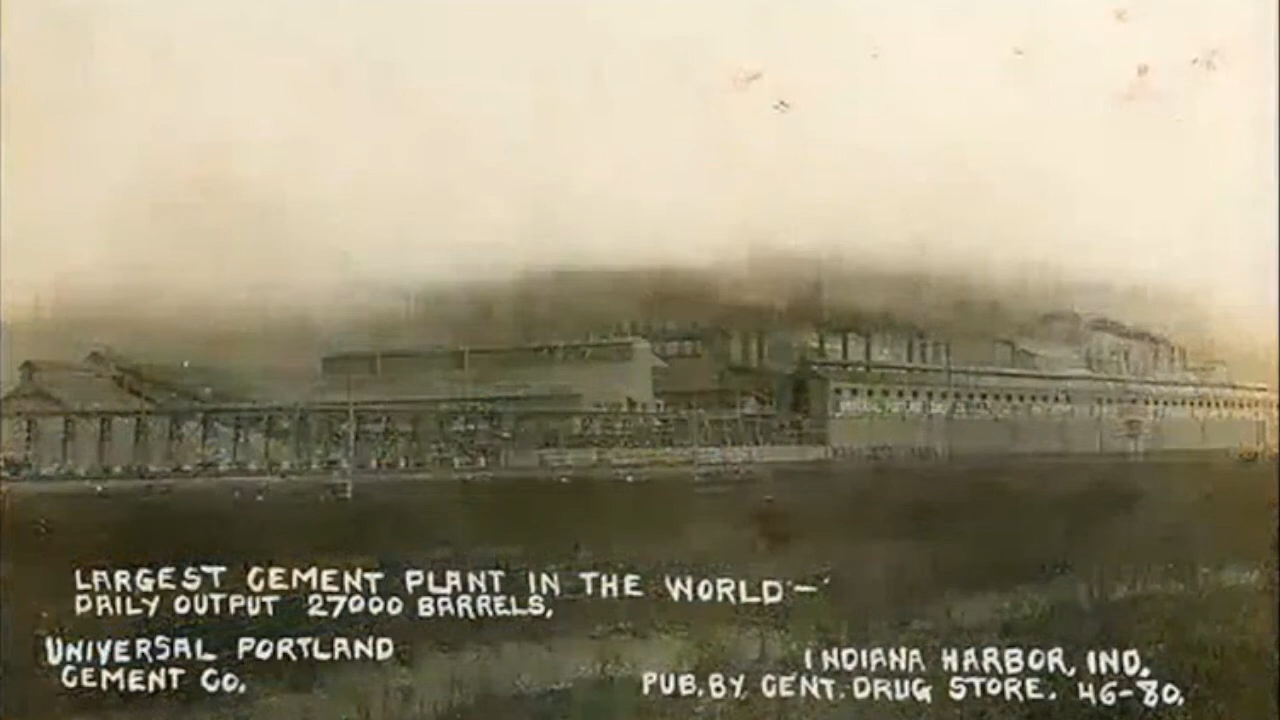 LARGEST CEMENT PLANT IN THE WORLD —
DAILY OUTPUT 27000 BARRELS,
UNIVERSAL PORTLAND
CEMENT CO.
INDIANA HARBOR, IND.
PUB. BY CENT. DRUG STORE. 46-80.